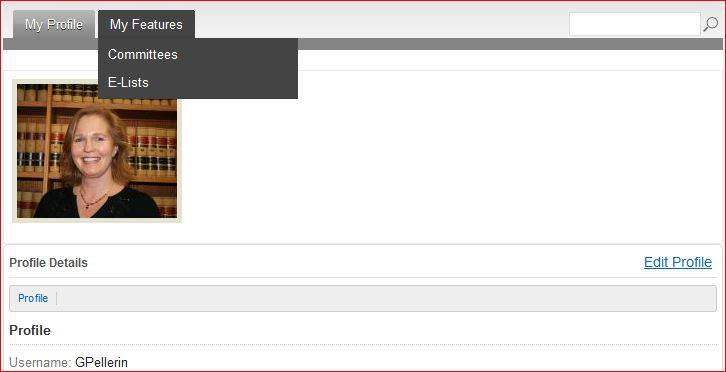 My Profile My Features
Committees
E-Lists
Profile Details Edit Profile
Profile
Profile
Username: GPellerin